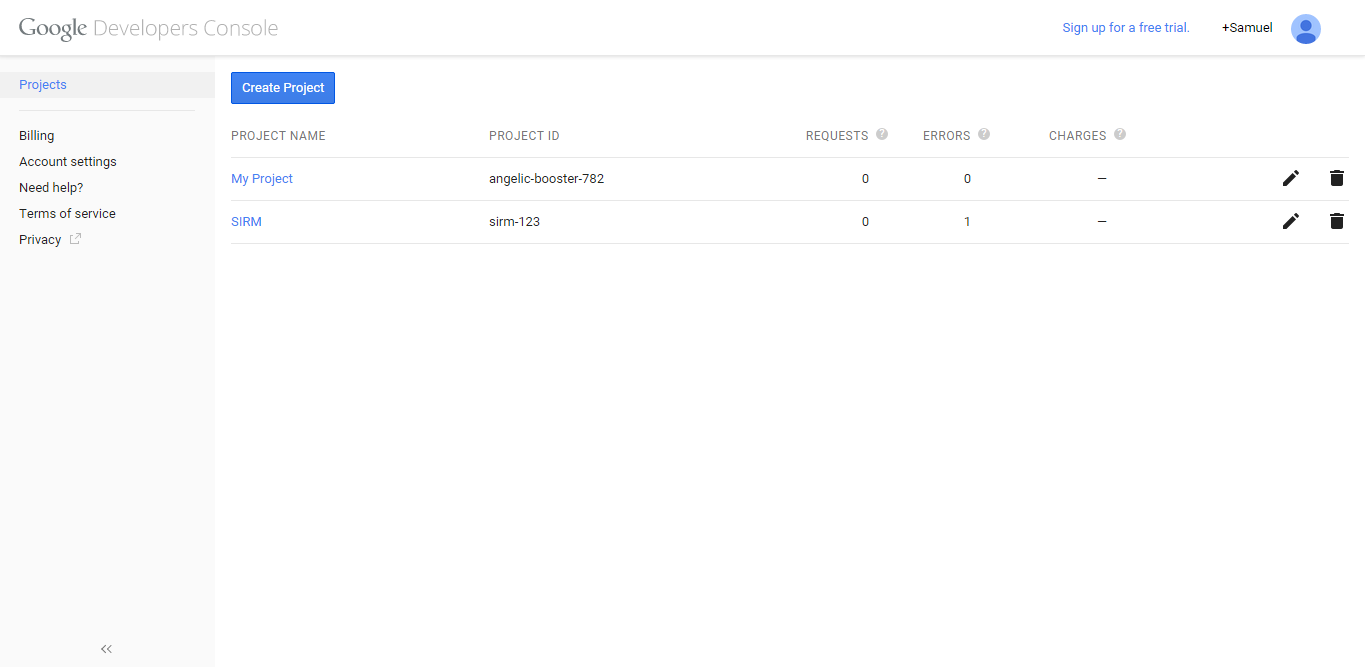 Google Developers Console
Sign up for a free trial.
+Samuel
Projects
Billing
Account settings
Need help?
Terms of service
Privacy
Create Project
PROJECT NAME PROJECT ID REQUESTS ? ERRORS ? CHARGES ?
My Project angelic-booster-782 0 0 —
SIRM sirm-123 0 1 —